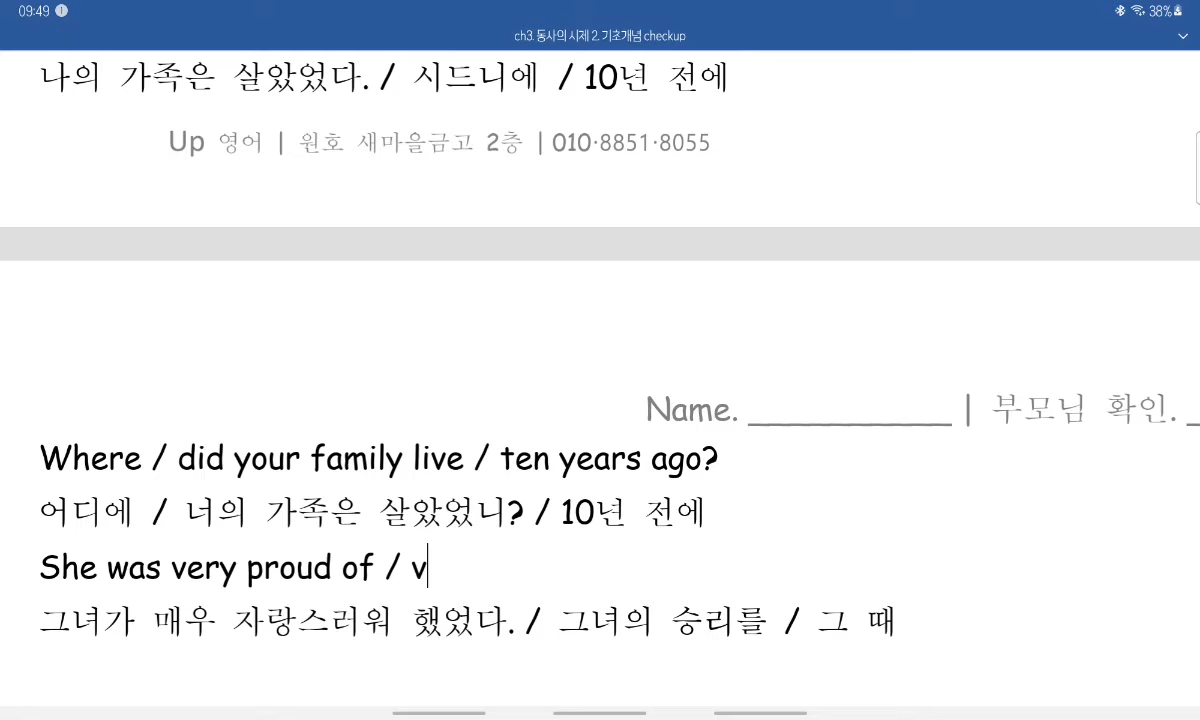 09:49
38%
ch3. 동사의 시제 2. 기초개념 checkup
나의 가족은 살았었다. / 시드니에 / 10년 전에
Up 영어 | 원호 새마을금고 2층 | 010·8851·8055
Name. ____________ | 부모님 확인. _
Where / did your family live / ten years ago?
어디에 / 너의 가족은 살았었니? / 10년 전에
She was very proud of / v
그녀가 매우 자랑스러워 했었다. / 그녀의 승리를 / 그 때